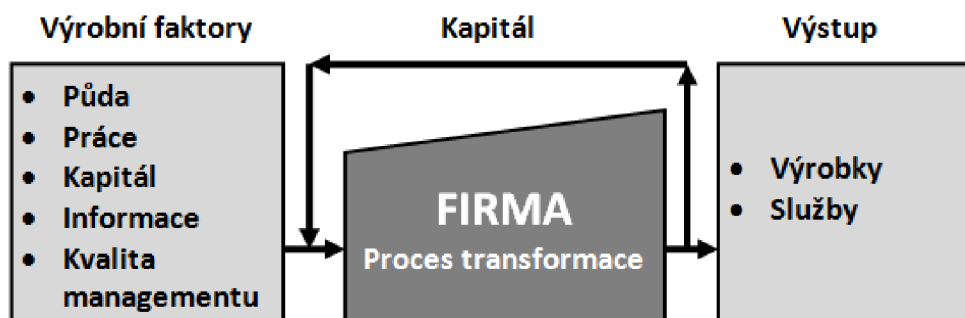 Výrobní faktory
Kapitál
Výstup
• Půda
• Práce
• Kapitál
• Informace
• Kvalita
managementu
FIRMA
Proces transformace
• Výrobky
• Služby